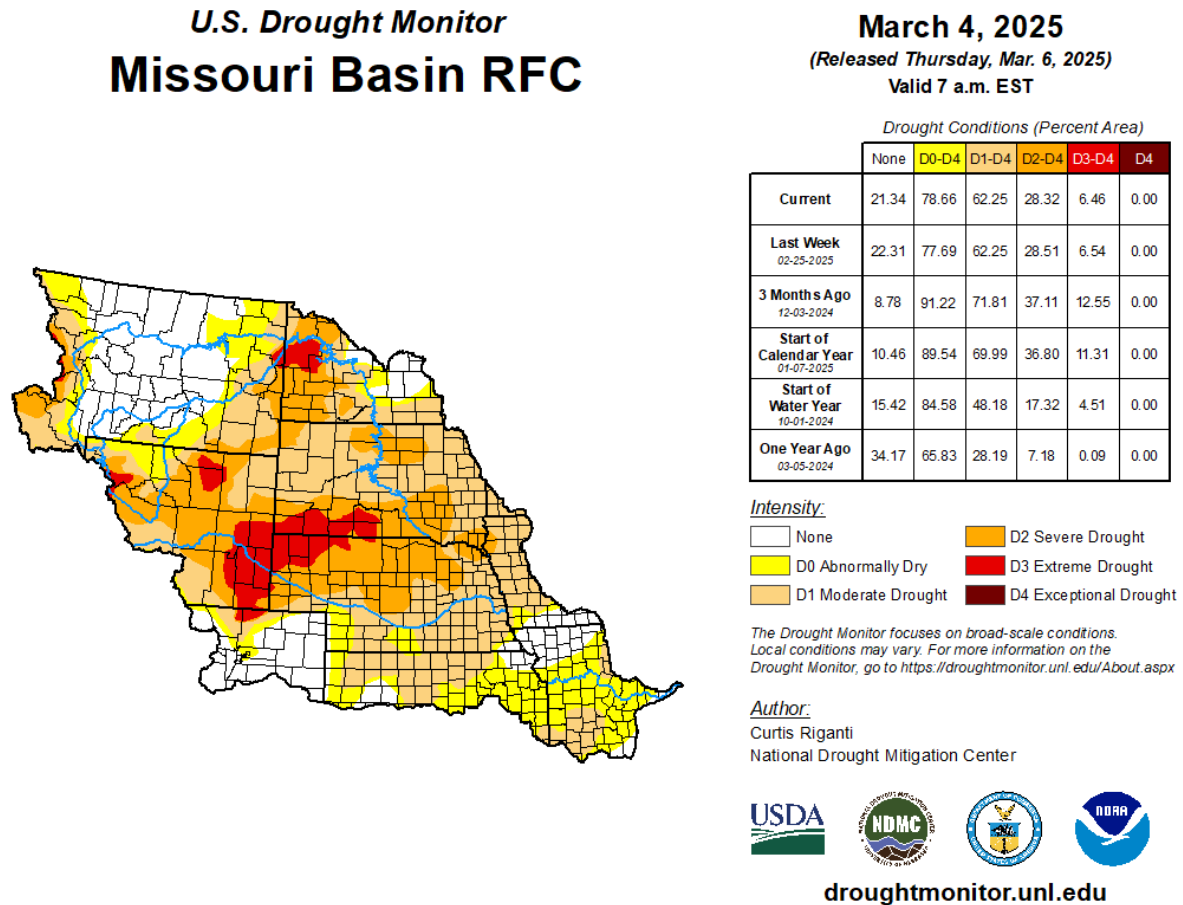 U.S. Drought Monitor
Missouri Basin RFC
March 4, 2025
(Released Thursday, Mar. 6, 2025)
Valid 7 a.m. EST
Drought Conditions (Percent Area)
None D0-D4 D1-D4 D2-D4 D3-D4 D4
Current 21.34 78.66 62.25 28.32 6.46 0.00
Last Week 22.31 77.69 62.25 28.51 6.54 0.00
02-25-2025
3 Months Ago 8.78 91.22 71.81 37.11 12.55 0.00
12-03-2024
Start of
Calendar Year 10.46 89.54 69.99 36.80 11.31 0.00
01-07-2025
Start of
Water Year 15.42 84.58 48.18 17.32 4.51 0.00
10-01-2024
One Year Ago 34.17 65.83 28.19 7.18 0.09 0.00
03-05-2024
Intensity:
None
D0 Abnormally Dry
D1 Moderate Drought
D2 Severe Drought
D3 Extreme Drought
D4 Exceptional Drought
The Drought Monitor focuses on broad-scale conditions.
Local conditions may vary. For more information on the
Drought Monitor, go to https://droughtmonitor.unl.edu/About.aspx
Author:
Curtis Riganti
National Drought Mitigation Center
USDA
NDMC
NOAA
droughtmonitor.unl.edu